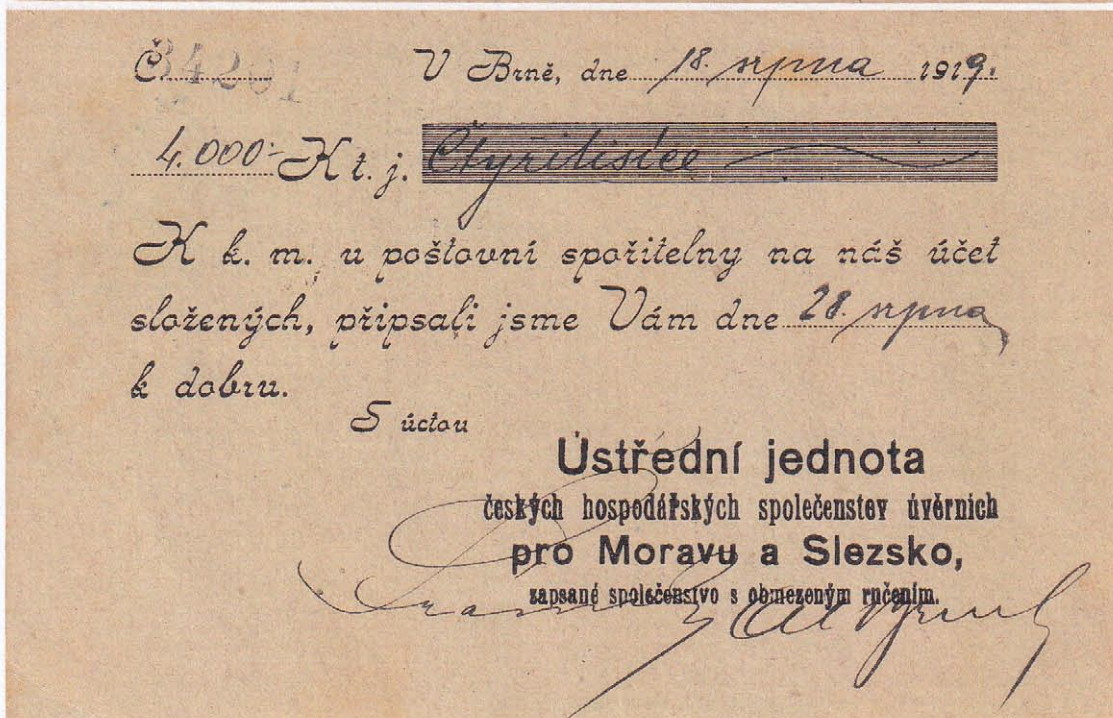 Č. 34201 V Brně, dne 18. srpna 1919.
4.000·- K t. j. Čtyřitisíce
K k. m. u poštovní spořitelny na náš účet
složených, připsali jsme Vám dne 28. srpna
k dobru.
S úctou
Ústřední jednota
českých hospodářských společenstev úvěrních
pro Moravu a Slezsko,
zapsané společenstvo s obmezeným ručením.